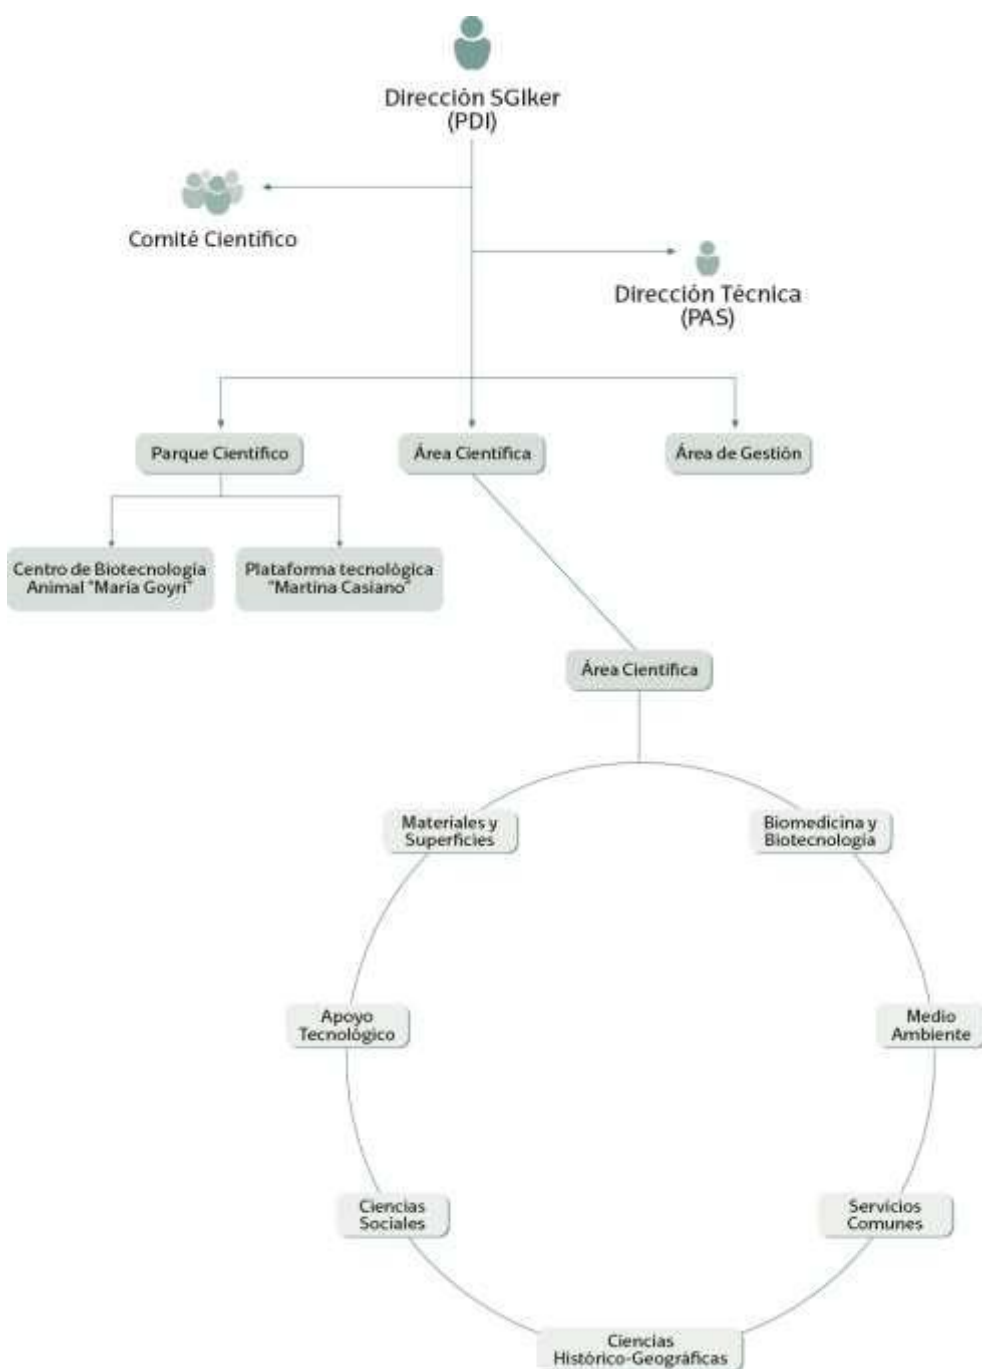 Dirección SGIker
(PDI)
Comité Científico
Dirección Técnica
(PAS)
Parque Científico
Área Científica
Área de Gestión
Centro de Biotecnología
Animal "María Goyri"
Plataforma tecnológica
"Martina Casiano"
Área Científica
Materiales y
Superficies
Biomedicina y
Biotecnología
Apoyo
Tecnológico
Medio
Ambiente
Ciencias
Sociales
Servicios
Comunes
Ciencias
Histórico-Geográficas